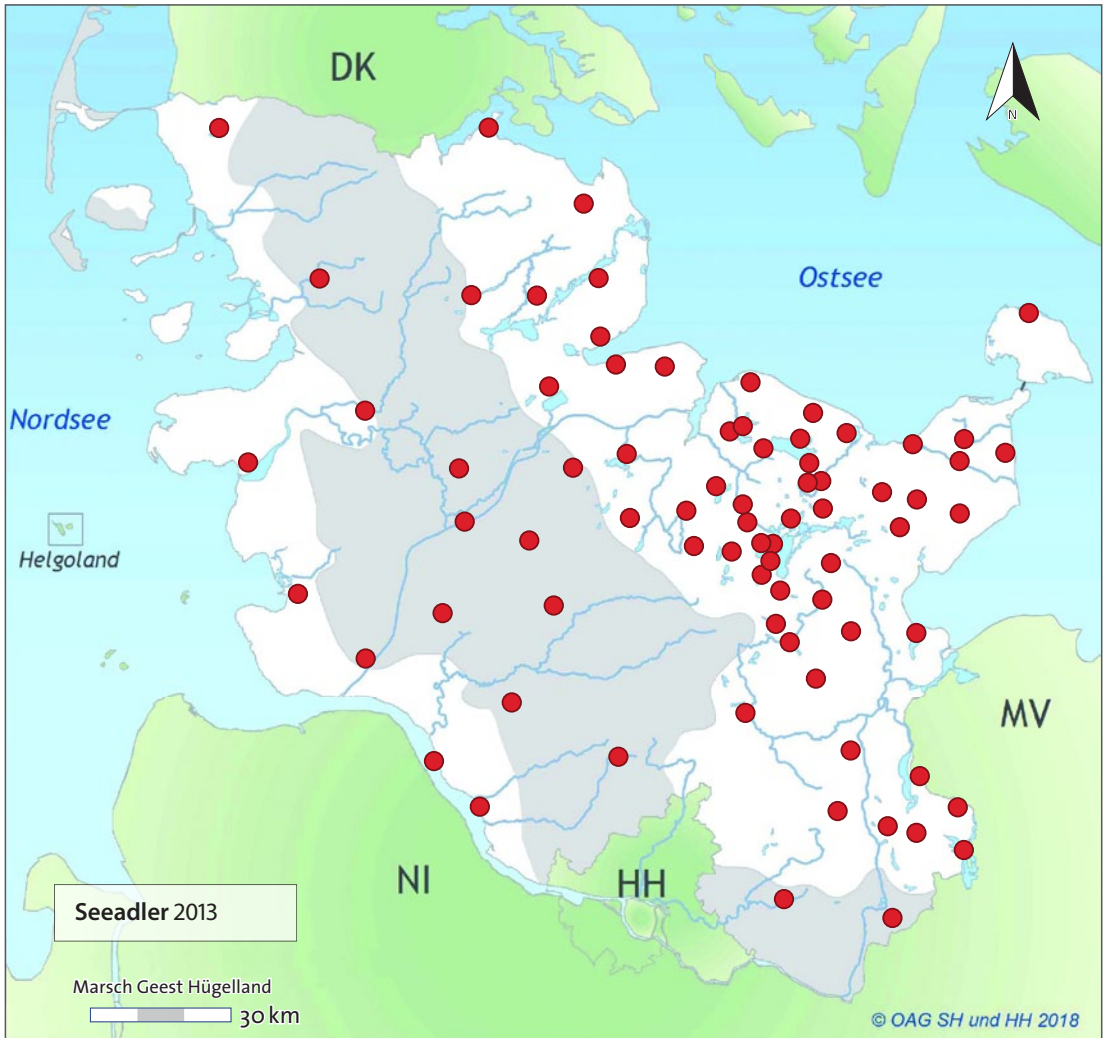 DK
N
Ostsee
Nordsee
Helgoland
MV
NI
HH
Seeadler 2013
Marsch Geest Hügelland
30 km
© OAG SH und HH 2018